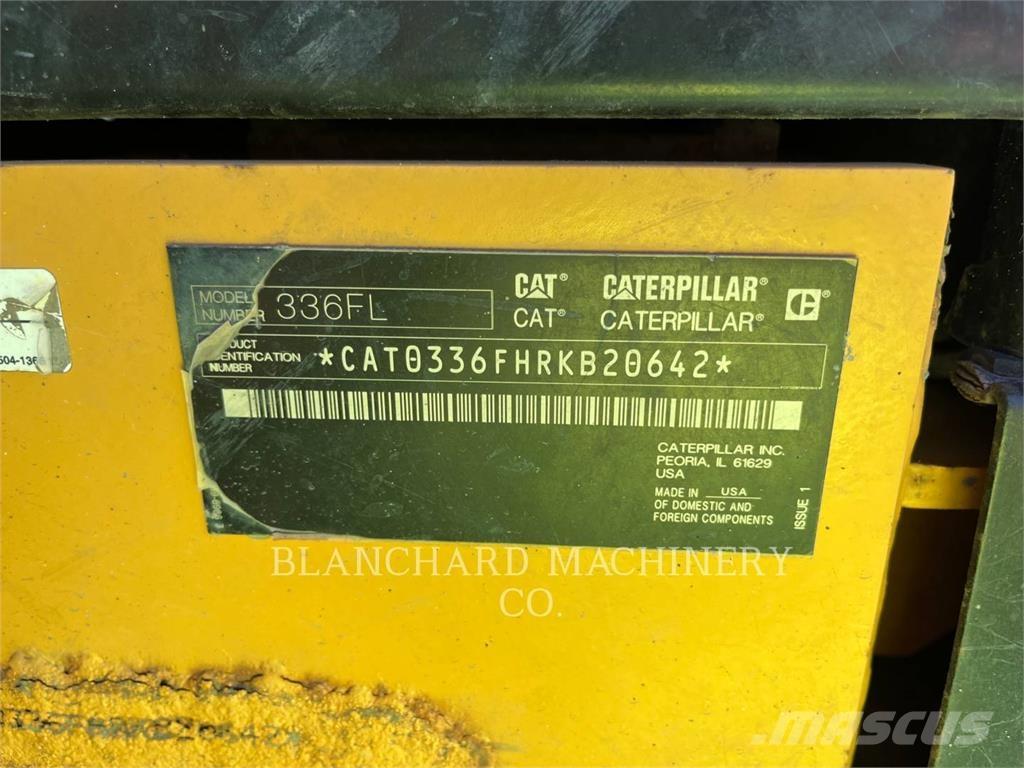 MODEL
NUMBER
336FL
CAT®
CATERPILLAR®
CAT®
CATERPILLAR®
C®
IDENTIFICATION
NUMBER
*CAT0336FHRKB20642*
CATERPILLAR INC.
PEORIA, IL 61629
USA
MADE IN USA
OF DOMESTIC AND
FOREIGN COMPONENTS
ISSUE 1
BLANCHARD MACHINERY
CO.
MASCUS